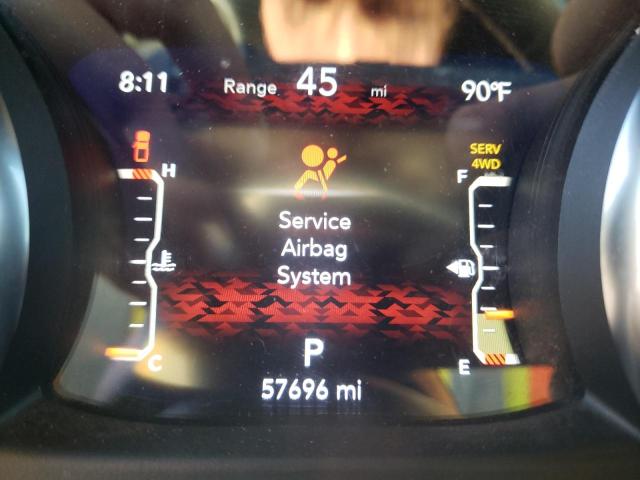 8:11 Range 45 mi 90°F
SERV
4WD
H F
Service
Airbag
System
P
C E
57696 mi